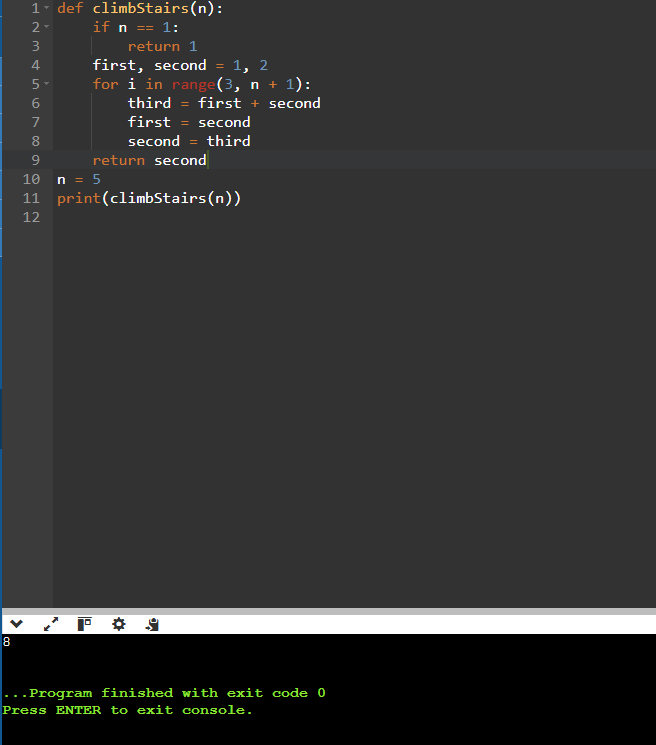 1 def climbStairs(n):
2     if n == 1:
3         return 1
4     first, second = 1, 2
5     for i in range(3, n + 1):
6         third = first + second
7         first = second
8         second = third
9     return second
10 n = 5
11 print(climbStairs(n))
12
8
...Program finished with exit code 0
Press ENTER to exit console.